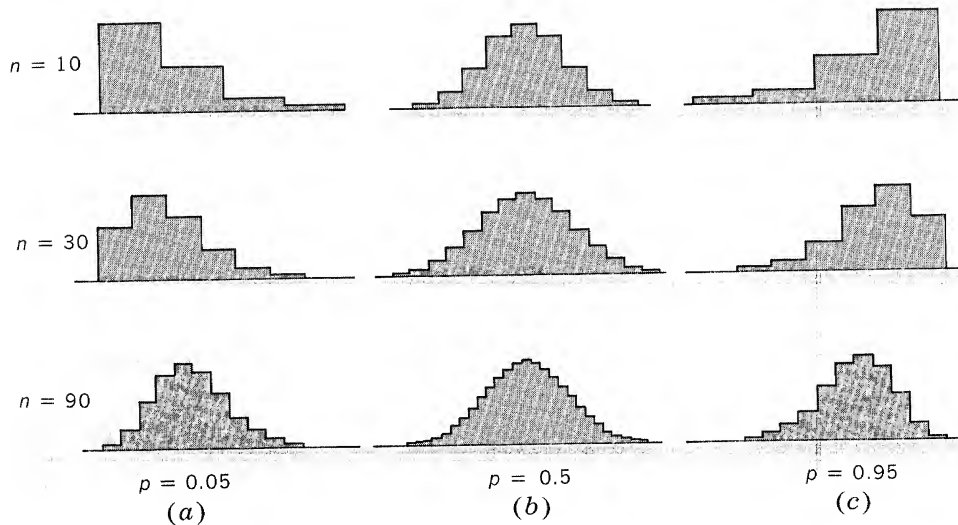 n = 10
n = 30
n = 90
p = 0.05
p = 0.5
p = 0.95
(a)
(b)
(c)